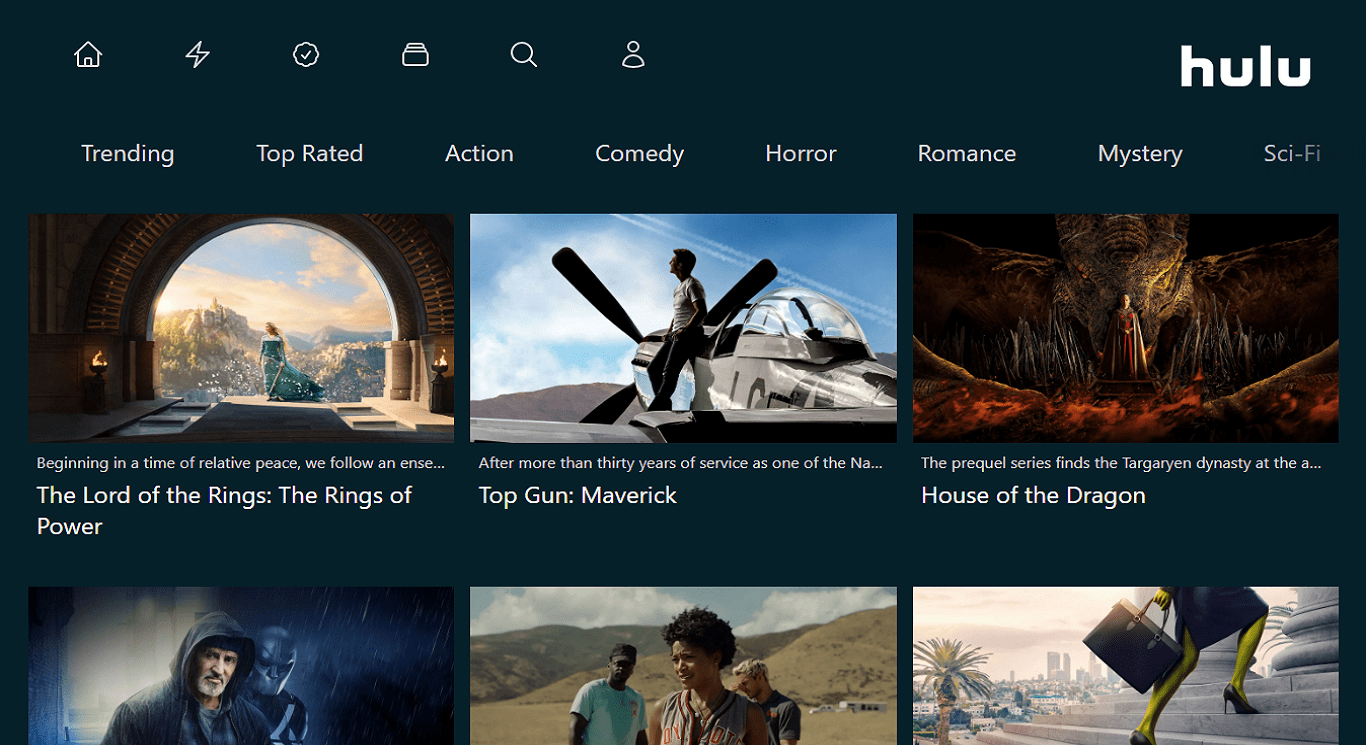 hulu
Trending Top Rated Action Comedy Horror Romance Mystery Sci-Fi
Beginning in a time of relative peace, we follow an ense...
The Lord of the Rings: The Rings of
Power
After more than thirty years of service as one of the Na...
Top Gun: Maverick
The prequel series finds the Targaryen dynasty at the a...
House of the Dragon